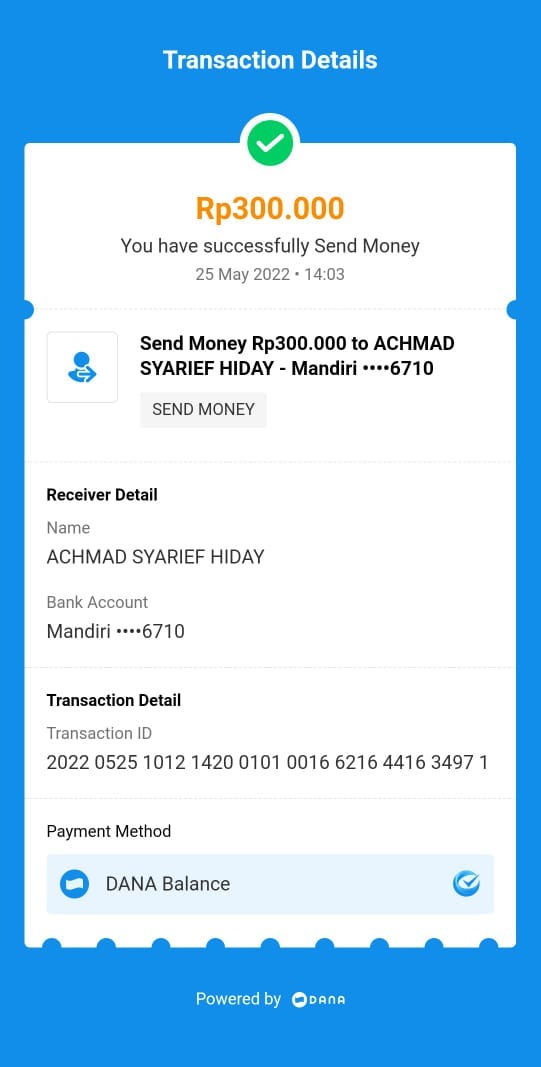 Transaction Details
Rp300.000
You have successfully Send Money
25 May 2022 • 14:03
Send Money Rp300.000 to ACHMAD
SYARIEF HIDAY - Mandiri ••••6710
SEND MONEY
Receiver Detail
Name
ACHMAD SYARIEF HIDAY
Bank Account
Mandiri ••••6710
Transaction Detail
Transaction ID
2022 0525 1012 1420 0101 0016 6216 4416 3497 1
Payment Method
DANA Balance
Powered by DANA